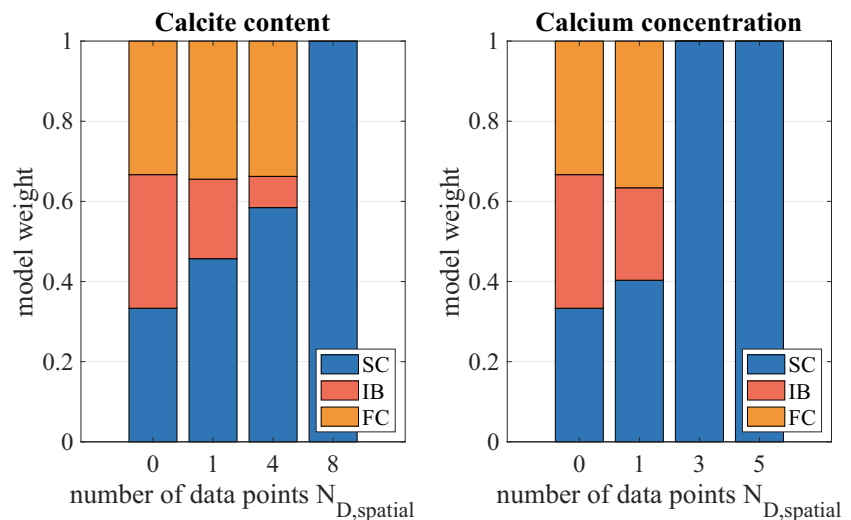 Calcite content
model weight
1
0.8
0.6
0.4
0.2
0
SC
IB
FC
0 1 4 8
number of data points N_D,spatial
Calcium concentration
model weight
1
0.8
0.6
0.4
0.2
0
SC
IB
FC
0 1 3 5
number of data points N_D,spatial